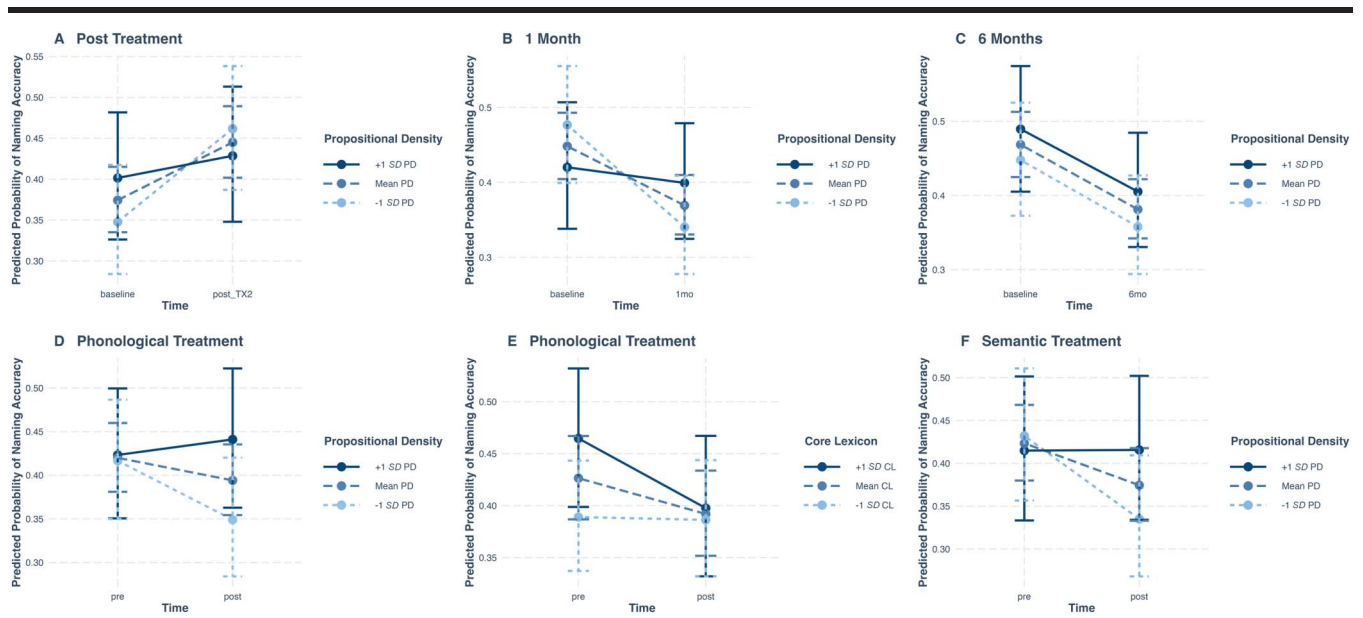 A Post Treatment
Predicted Probability of Naming Accuracy
0.55
0.50
0.45
0.40
0.35
0.30
baseline
post_TX2
Time
Propositional Density
+1 SD PD
Mean PD
-1 SD PD
B 1 Month
Predicted Probability of Naming Accuracy
0.5
0.4
0.3
baseline
1mo
Time
Propositional Density
+1 SD PD
Mean PD
-1 SD PD
C 6 Months
Predicted Probability of Naming Accuracy
0.5
0.4
0.3
baseline
6mo
Time
Propositional Density
+1 SD PD
Mean PD
-1 SD PD
D Phonological Treatment
Predicted Probability of Naming Accuracy
0.50
0.45
0.40
0.35
0.30
pre
post
Time
Propositional Density
+1 SD PD
Mean PD
-1 SD PD
E Phonological Treatment
Predicted Probability of Naming Accuracy
0.50
0.45
0.40
0.35
pre
post
Time
Core Lexicon
+1 SD CL
Mean CL
-1 SD CL
F Semantic Treatment
Predicted Probability of Naming Accuracy
0.50
0.45
0.40
0.35
0.30
pre
post
Time
Propositional Density
+1 SD PD
Mean PD
-1 SD PD